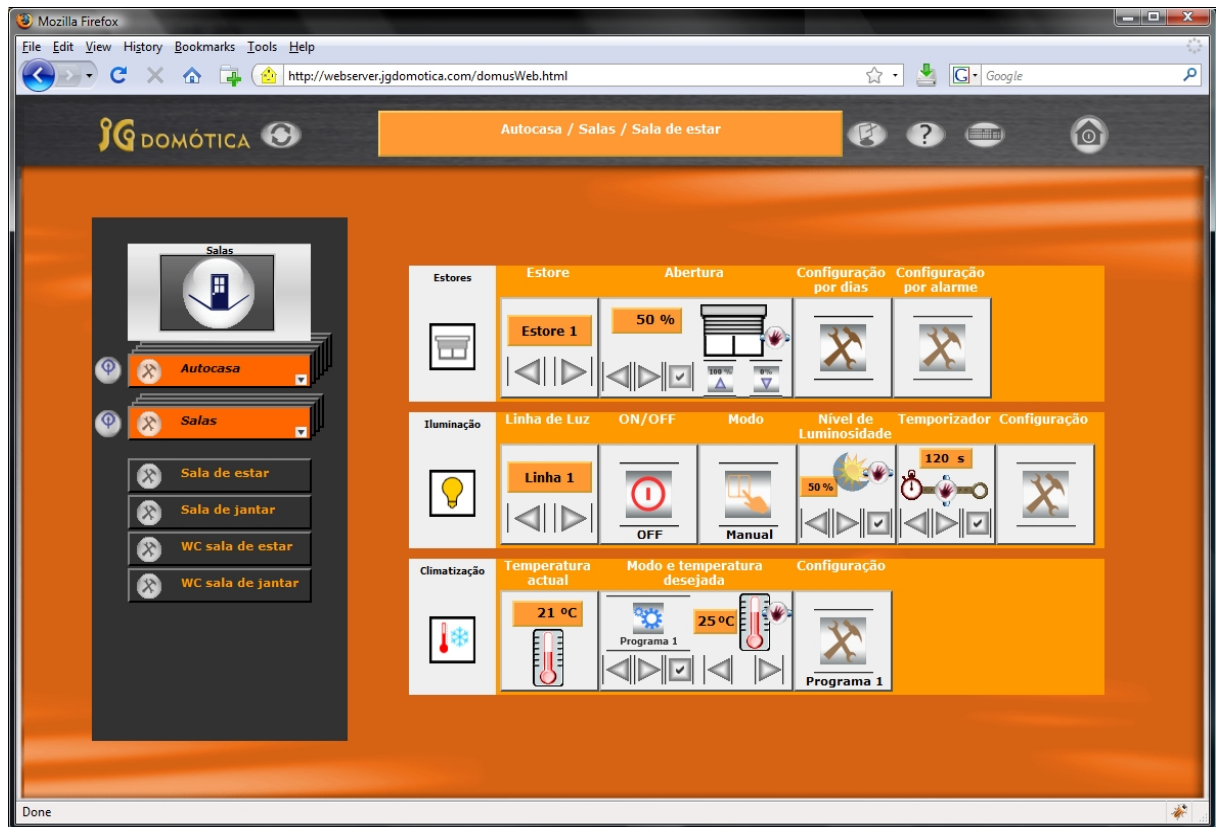 Mozilla Firefox
File Edit View History Bookmarks Tools Help
http://webserver.jgdomotica.com/domusWeb.html
G Google
JG DOMÓTICA
Autocasa / Salas / Sala de estar
?
Salas
Autocasa
Salas
Sala de estar
Sala de jantar
WC sala de estar
WC sala de jantar
Estores
Estore
Abertura
Configuração
por dias
Configuração
por alarme
Estore 1
50 %
100 %
0%
Iluminação
Linha de Luz
ON/OFF
Modo
Nível de
Luminosidade
Temporizador
Configuração
Linha 1
OFF
Manual
50 %
120 s
Climatização
Temperatura
actual
Modo e temperatura
desejada
Configuração
21 ºC
Programa 1
25 ºC
Programa 1
Done